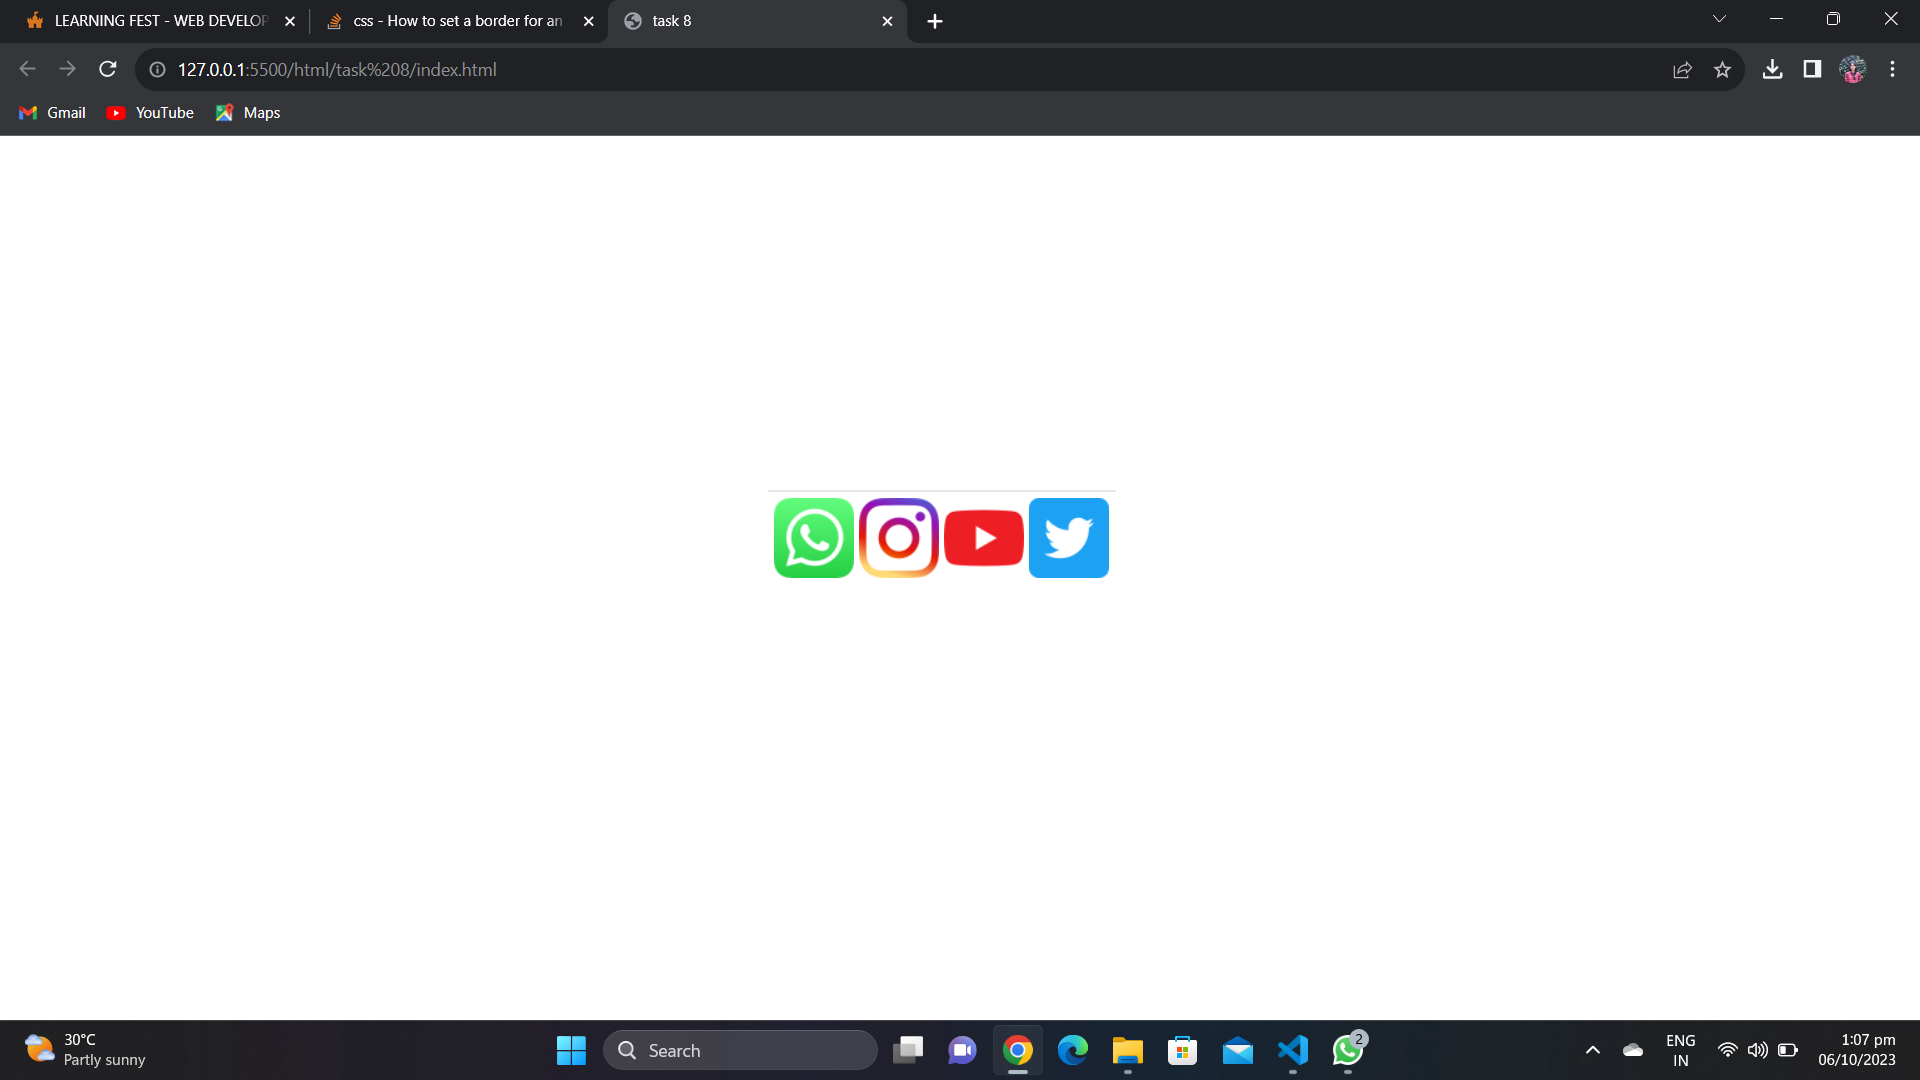 LEARNING FEST - WEB DEVELOP
css - How to set a border for an
task 8
127.0.0.1:5500/html/task%208/index.html
Gmail
YouTube
Maps
30°C
Partly sunny
Search
2
ENG
IN
1:07 pm
06/10/2023